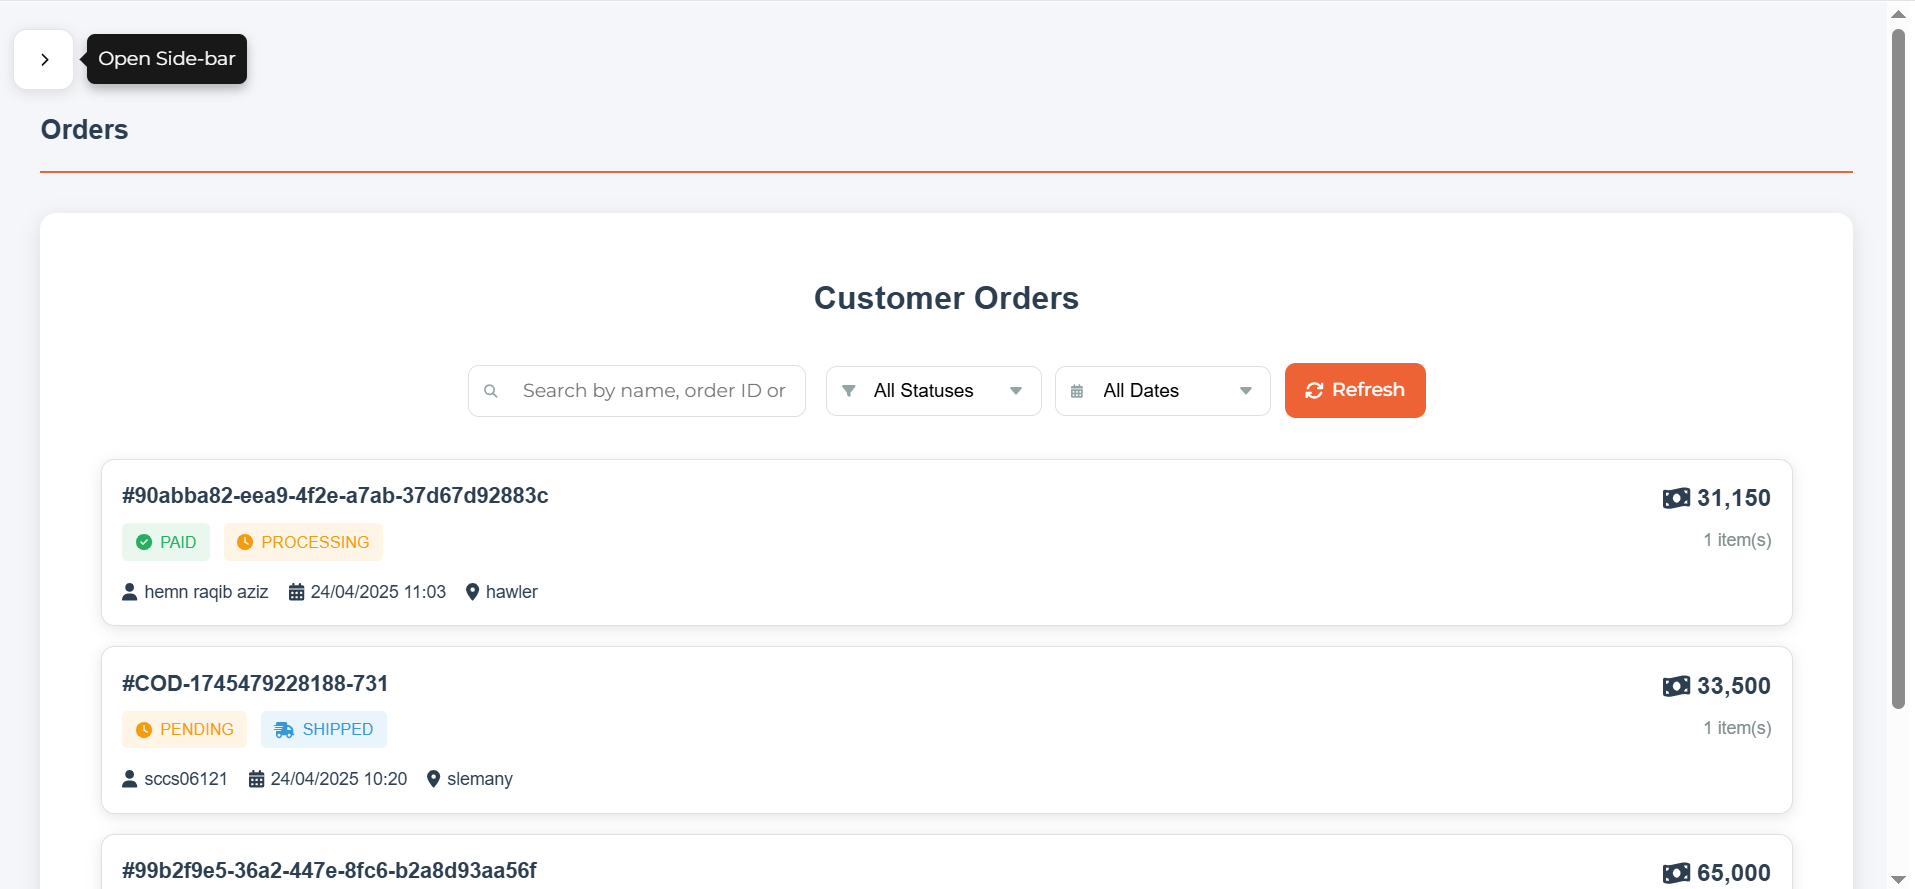 Open Side-bar
Orders
Customer Orders
Search by name, order ID or
All Statuses
All Dates
Refresh
#90abba82-eea9-4f2e-a7ab-37d67d92883c
31,150
PAID
PROCESSING
1 item(s)
hemn raqib aziz
24/04/2025 11:03
hawler
#COD-1745479228188-731
33,500
PENDING
SHIPPED
1 item(s)
sccs06121
24/04/2025 10:20
slemany
#99b2f9e5-36a2-447e-8fc6-b2a8d93aa56f
65,000